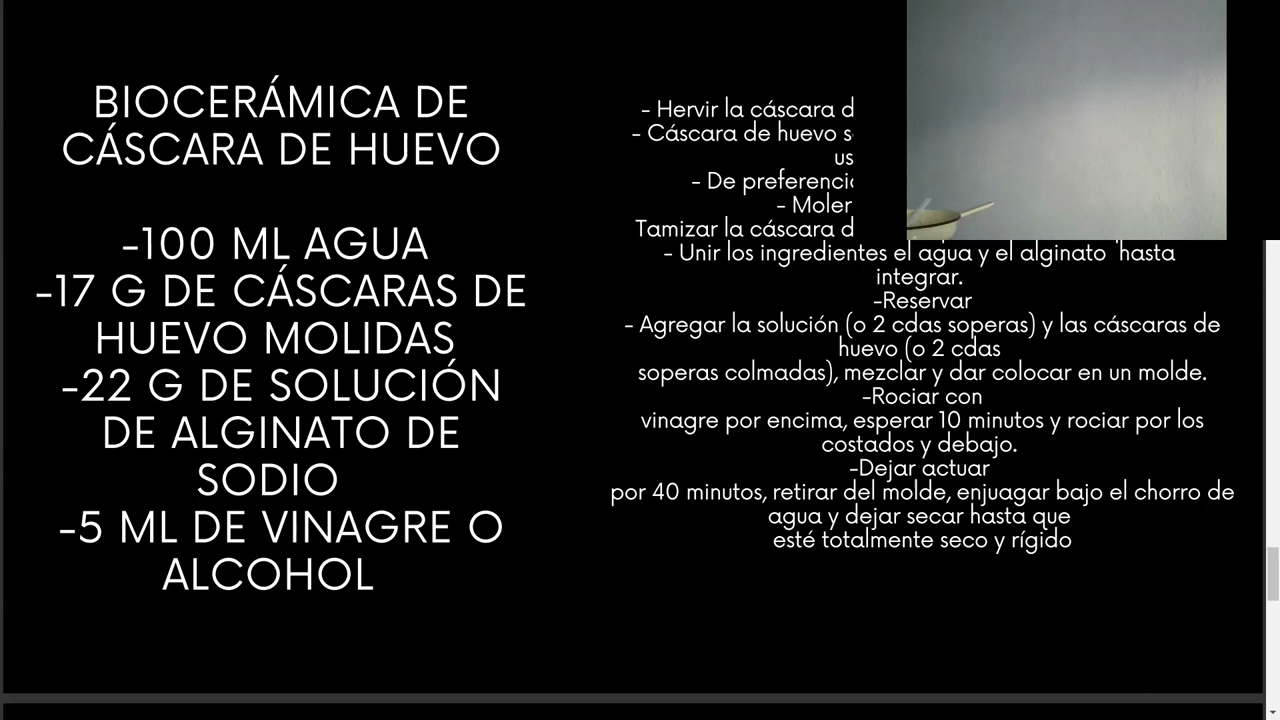 BIOCERÁMICA DE
CÁSCARA DE HUEVO
-100 ML AGUA
-17 G DE CÁSCARAS DE
HUEVO MOLIDAS
-22 G DE SOLUCIÓN
DE ALGINATO DE
SODIO
-5 ML DE VINAGRE O
ALCOHOL
- Hervir la cáscara
- Cáscara de huevo
- De
- Moler
Tamizar la cáscara
- Unir los ingredientes el agua y el alginato hasta
integrar.
-Reservar
- Agregar la solución (o 2 cdas soperas) y las cáscaras de
huevo (o 2 cdas
soperas colmadas), mezclar y dar colocar en un molde.
-Rociar con
vinagre por encima, esperar 10 minutos y rociar por los
costados y debajo.
-Dejar actuar
por 40 minutos, retirar del molde, enjuagar bajo el chorro de
agua y dejar secar hasta que
esté totalmente seco y rígido